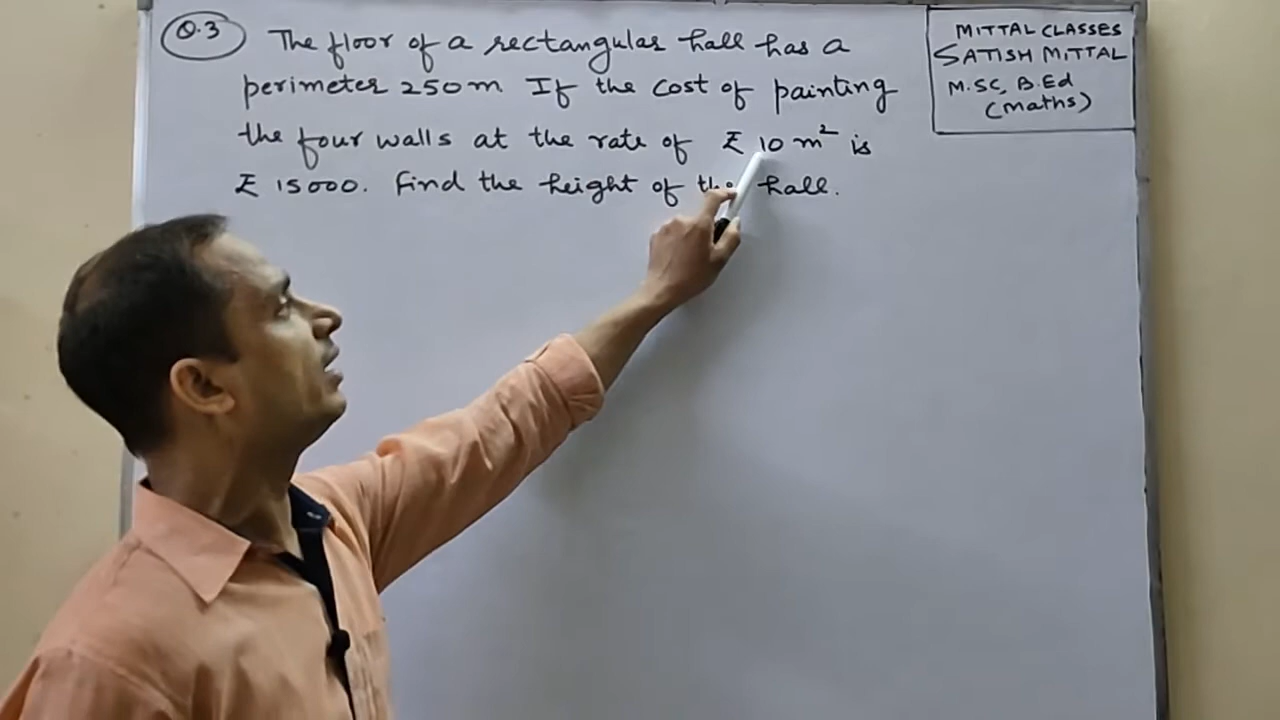 Q.3 The floor of a rectangular hall has a
perimeter 250m If the cost of painting
the four walls at the rate of ₹ 10 m² is
₹ 15000. Find the height of the hall.
MITTAL CLASSES
SATISH MITTAL
M.SC, B.Ed
(Maths)